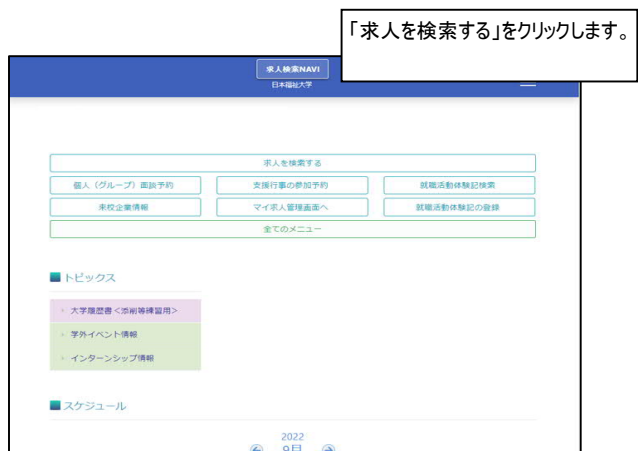 「求人を検索する」をクリックします。
求人検索NAVI
日本福祉大学
求人を検索する
個人（グループ）面談予約
支援行事の参加予約
就職活動体験記検索
来校企業情報
マイ求人管理画面へ
就職活動体験記の登録
全てのメニュー
トピックス
大学履歴書＜添削等練習用＞
学外イベント情報
インターンシップ情報
スケジュール
2022
9月